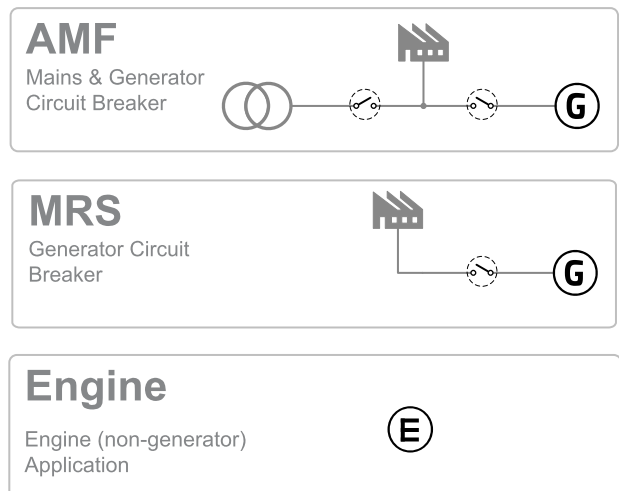 AMF
Mains & Generator
Circuit Breaker
G
MRS
Generator Circuit
Breaker
G
Engine
Engine (non-generator)
Application
E